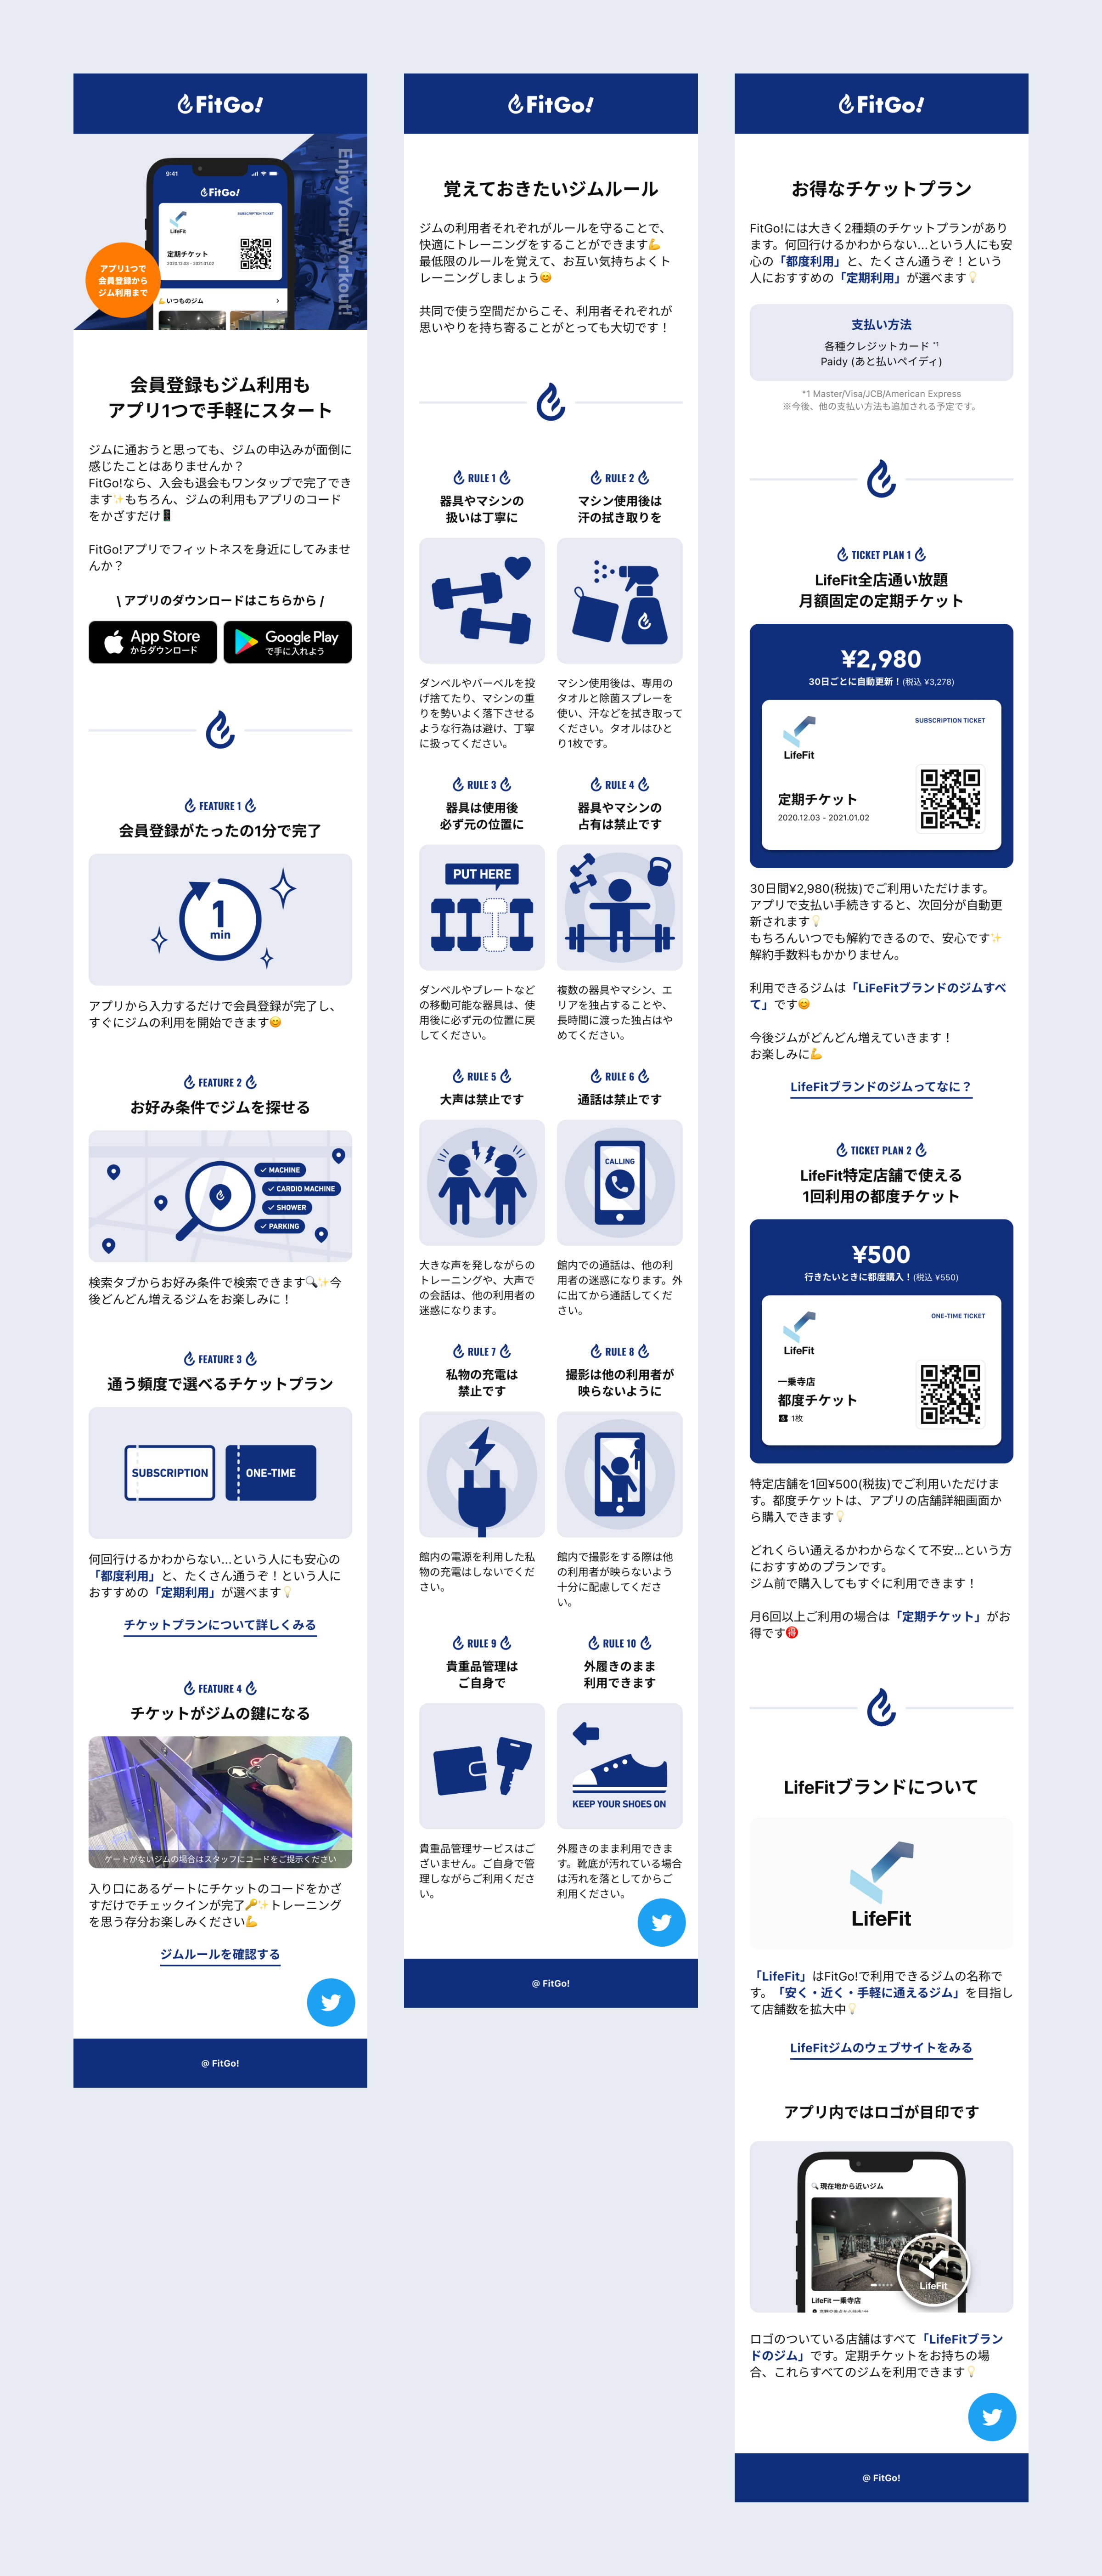 FitGo!
Enjoy Your Workout!
9:41
FitGo!
SUBSCRIPTION TICKET
LifeFit
定期チケット
2020.12.03 - 2021.01.02
💪いつものジム
アプリ1つで
会員登録から
ジム利用まで
会員登録もジム利用も
アプリ1つで手軽にスタート
ジムに通おうと思っても、ジムの申込みが面倒に
感じたことはありませんか？
FitGo!なら、入会も退会もワンタップで完了でき
ます✨もちろん、ジムの利用もアプリのコード
をかざすだけ📱
FitGo!アプリでフィットネスを身近にしてみませ
んか？
\ アプリのダウンロードはこちらから /
App Store
からダウンロード
Google Play
で手に入れよう
FEATURE 1
会員登録がたったの1分で完了
1
min
アプリから入力するだけで会員登録が完了し、
すぐにジムの利用を開始できます😊
FEATURE 2
お好み条件でジムを探せる
MACHINE
CARDIO MACHINE
SHOWER
PARKING
検索タブからお好み条件で検索できます🔍✨今
後どんどん増えるジムをお楽しみに！
FEATURE 3
通う頻度で選べるチケットプラン
SUBSCRIPTION
ONE-TIME
何回行けるかわからない…という人にも安心の
「都度利用」と、たくさん通うぞ！という人に
おすすめの「定期利用」が選べます💡
チケットプランについて詳しくみる
FEATURE 4
チケットがジムの鍵になる
ゲートがないジムの場合はスタッフにコードをご提示ください
入り口にあるゲートにチケットのコードをかざ
すだけでチェックインが完了🔑✨トレーニング
を思う存分お楽しみください💪
ジムルールを確認する
@ FitGo!
FitGo!
覚えておきたいジムルール
ジムの利用者それぞれがルールを守ることで、
快適にトレーニングをすることができます💪
最低限のルールを覚えて、お互い気持ちよくト
レーニングしましょう😊
共同で使う空間だからこそ、利用者それぞれが
思いやりを持ち寄ることがとっても大切です！
RULE 1
器具やマシンの
扱いは丁寧に
ダンベルやバーベルを投
げ捨てたり、マシンの重
りを勢いよく落下させる
ような行為は避け、丁寧
に扱ってください。
RULE 2
マシン使用後は
汗の拭き取りを
マシン使用後は、専用の
タオルと除菌スプレーを
使い、汗などを拭き取って
ください。タオルはひと
り1枚です。
RULE 3
器具は使用後
必ず元の位置に
PUT HERE
ダンベルやプレートなど
の移動可能な器具は、使
用後に必ず元の位置に戻
してください。
RULE 4
器具やマシンの
占有は禁止です
複数の器具やマシン、エ
リアを独占することや、
長時間に渡った独占はや
めてください。
RULE 5
大声は禁止です
大きな声を発しながらの
トレーニングや、大声で
の会話は、他の利用者の
迷惑になります。
RULE 6
通話は禁止です
CALLING
館内での通話は、他の利
用者の迷惑になります。外
に出てから通話してくだ
さい。
RULE 7
私物の充電は
禁止です
館内の電源を利用した私
物の充電はしないでくだ
さい。
RULE 8
撮影は他の利用者が
映らないように
館内で撮影をする際は他
の利用者が映らないよう
十分に配慮してくださ
い。
RULE 9
貴重品管理は
ご自身で
貴重品管理サービスはご
ざいません。ご自身で管
理しながらご利用くださ
い。
RULE 10
外履きのまま
利用できます
KEEP YOUR SHOES ON
外履きのまま利用できま
す。靴底が汚れている場合
は汚れを落としてからご
利用ください。
@ FitGo!
FitGo!
お得なチケットプラン
FitGo!には大きく2種類のチケットプランがあり
ます。何回行けるかわからない…という人にも安
心の「都度利用」と、たくさん通うぞ！という
人におすすめの「定期利用」が選べます💡
支払い方法
各種クレジットカード *1
Paidy (あと払いペイディ)
*1 Master/Visa/JCB/American Express
※今後、他の支払い方法も追加される予定です。
TICKET PLAN 1
LifeFit全店通い放題
月額固定の定期チケット
¥2,980
30日ごとに自動更新！(税込 ¥3,278)
SUBSCRIPTION TICKET
LifeFit
定期チケット
2020.12.03 - 2021.01.02
30日間¥2,980(税抜)でご利用いただけます。
アプリで支払い手続きすると、次回分が自動更
新されます💡
もちろんいつでも解約できるので、安心です✨
解約手数料もかかりません。
利用できるジムは「LiFeFitブランドのジムすべ
て」です😊
今後ジムがどんどん増えていきます！
お楽しみに💪
LifeFitブランドのジムってなに？
TICKET PLAN 2
LifeFit特定店舗で使える
1回利用の都度チケット
¥500
行きたいときに都度購入！(税込 ¥550)
ONE-TIME TICKET
LifeFit
一乗寺店
都度チケット
1枚
特定店舗を1回¥500(税抜)でご利用いただけま
す。都度チケットは、アプリの店舗詳細画面か
ら購入できます💡
どれくらい通えるかわからなくて不安…という方
におすすめのプランです。
ジム前で購入してもすぐに利用できます！
月6回以上ご利用の場合は「定期チケット」がお
得です🉐
LifeFitブランドについて
LifeFit
「LifeFit」はFitGo!で利用できるジムの名称で
す。「安く・近く・手軽に通えるジム」を目指し
て店舗数を拡大中💡
LifeFitジムのウェブサイトをみる
アプリ内ではロゴが目印です
🔍現在地から近いジム
LifeFit
LifeFit 一乗寺店
ロゴのついている店舗はすべて「LifeFitブラン
ドのジム」です。定期チケットをお持ちの場
合、これらすべてのジムを利用できます💡
@ FitGo!